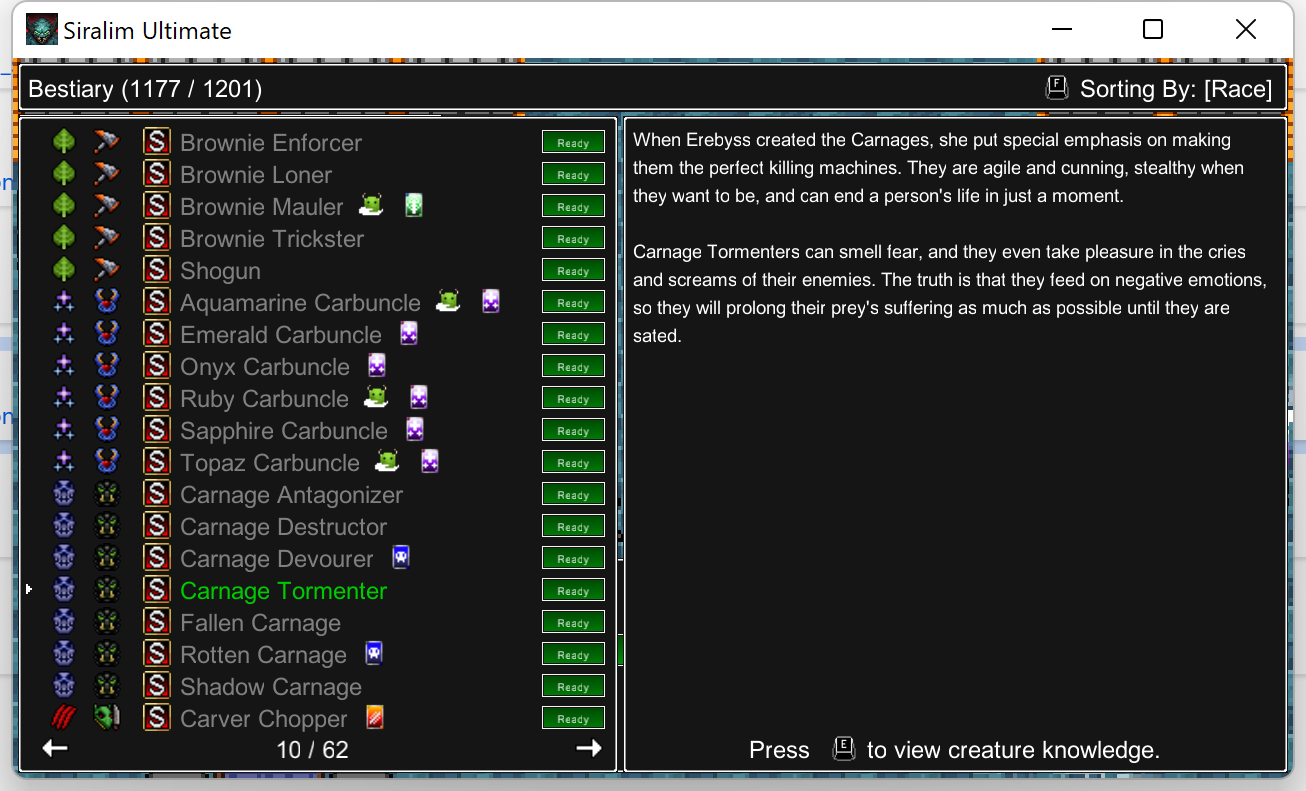 Siralim Ultimate
Bestiary (1177 / 1201)
F Sorting By: [Race]
S Brownie Enforcer Ready
S Brownie Loner Ready
S Brownie Mauler Ready
S Brownie Trickster Ready
S Shogun Ready
S Aquamarine Carbuncle Ready
S Emerald Carbuncle Ready
S Onyx Carbuncle Ready
S Ruby Carbuncle Ready
S Sapphire Carbuncle Ready
S Topaz Carbuncle Ready
S Carnage Antagonizer Ready
S Carnage Destructor Ready
S Carnage Devourer Ready
S Carnage Tormenter Ready
S Fallen Carnage Ready
S Rotten Carnage Ready
S Shadow Carnage Ready
S Carver Chopper Ready
10 / 62
When Erebyss created the Carnages, she put special emphasis on making
them the perfect killing machines. They are agile and cunning, stealthy when
they want to be, and can end a person's life in just a moment.
Carnage Tormenters can smell fear, and they even take pleasure in the cries
and screams of their enemies. The truth is that they feed on negative emotions,
so they will prolong their prey's suffering as much as possible until they are
sated.
Press E to view creature knowledge.